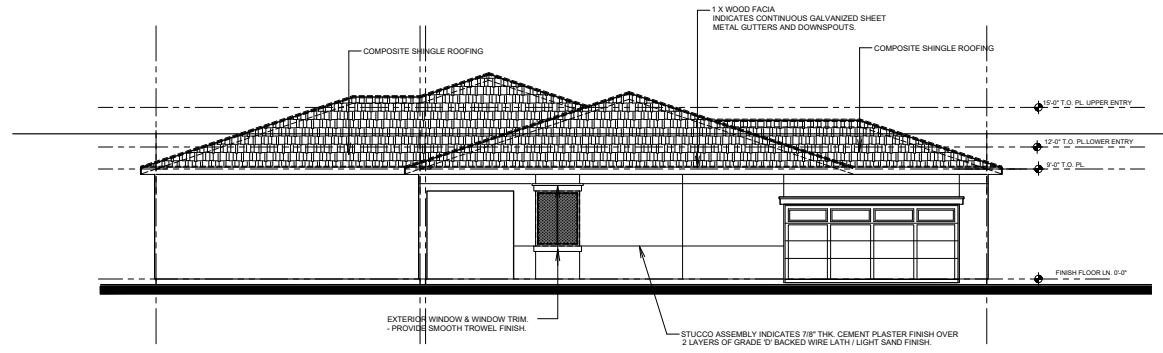 1 X WOOD FACIA
INDICATES CONTINUOUS GALVANIZED SHEET
METAL GUTTERS AND DOWNSPOUTS.
COMPOSITE SHINGLE ROOFING
COMPOSITE SHINGLE ROOFING
15'-0" T.O. PL. UPPER ENTRY
12'-0" T.O. PL.LOWER ENTRY
9'-0" T.O. PL.
FINISH FLOOR LN. 0'-0"
EXTERIOR WINDOW & WINDOW TRIM.
- PROVIDE SMOOTH TROWEL FINISH.
STUCCO ASSEMBLY INDICATES 7/8" THK. CEMENT PLASTER FINISH OVER
2 LAYERS OF GRADE 'D' BACKED WIRE LATH / LIGHT SAND FINISH.